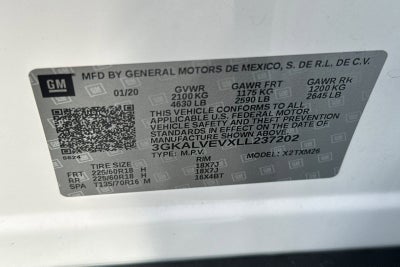 GM
MFD BY GENERAL MOTORS DE MEXICO, S. DE R.L. DE C.V.
01/20 GVWR GAWR FRT GAWR RR
2100 KG 1175 KG 1200 KG
4630 LB 2590 LB 2645 LB
THIS VEHICLE CONFORMS TO ALL
APPLICABLE U.S. FEDERAL MOTOR VEHICLE
SAFETY, BUMPER, AND THEFT PREVENTION
STANDARDS IN EFFECT ON THE DATE OF
MANUFACTURE SHOWN ABOVE.
3GKALVEVXLL237202
0624 TYPE: M.P.V. MODEL: X2TXM26
TIRE SIZE RIM
FRT 225/60R18 H 18X7J
RR 225/60R18 H 18X7J
SPA T135/70R16 M 16X4BT